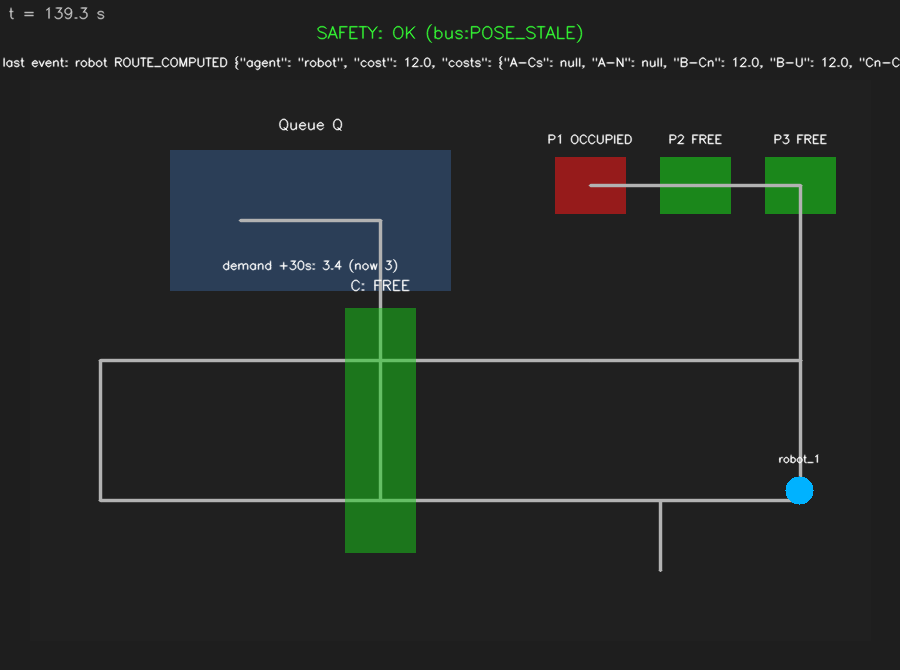 t = 139.3 s
SAFETY: OK (bus:POSE_STALE)
last event: robot ROUTE_COMPUTED {"agent": "robot", "cost": 12.0, "costs": {"A-Cs": null, "A-N": null, "B-Cn": 12.0, "B-U": 12.0, "Cn-C
Queue Q
P1 OCCUPIED P2 FREE P3 FREE
demand +30s: 3.4 (now 3)
C: FREE
robot_1